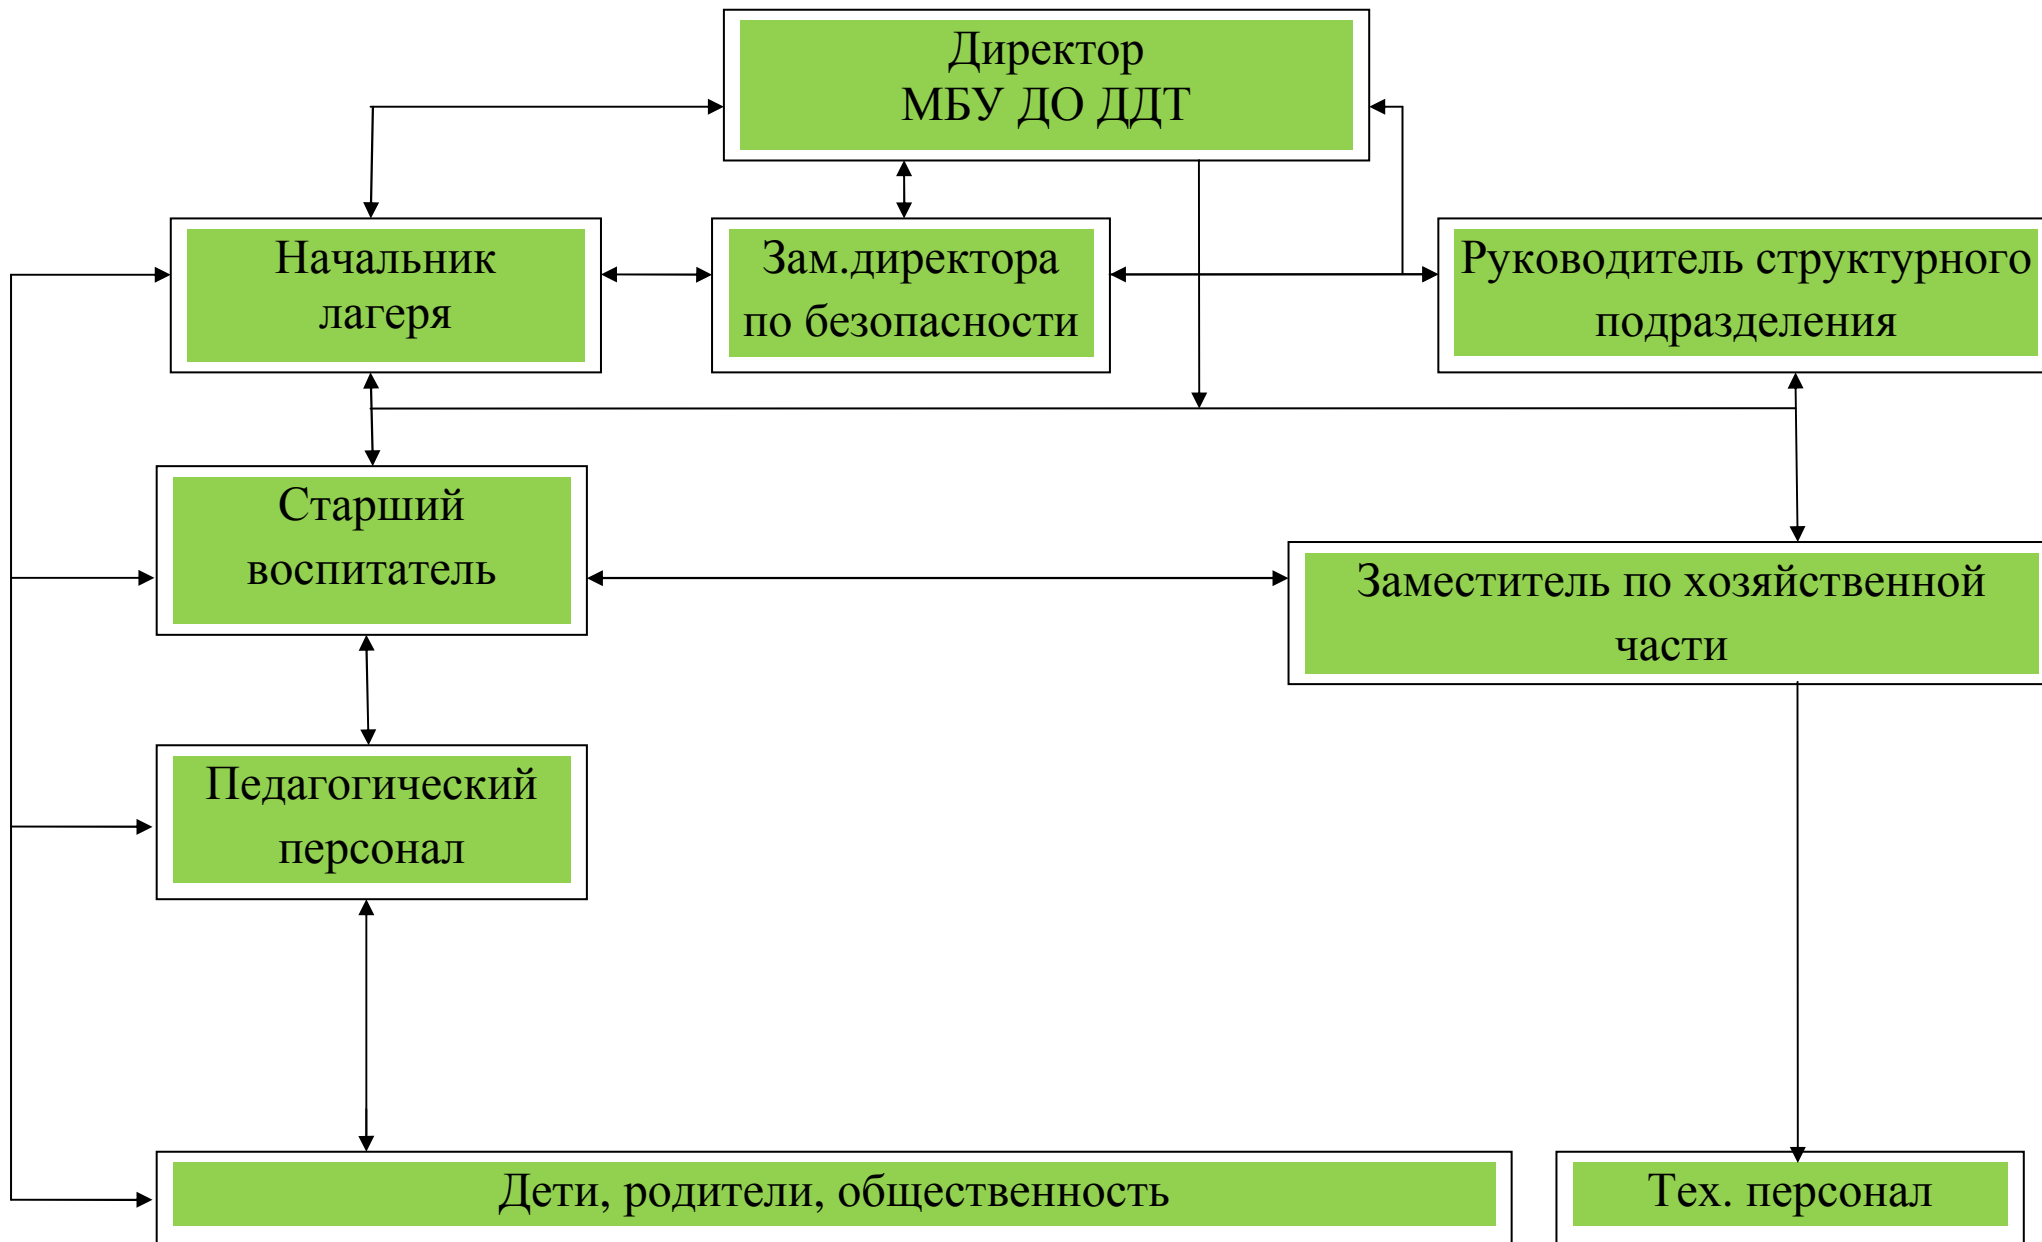 Директор
МБУ ДО ДДТ
Начальник
лагеря
Зам.директора
по безопасности
Руководитель структурного
подразделения
Старший
воспитатель
Заместитель по хозяйственной
части
Педагогический
персонал
Дети, родители, общественность
Тех. персонал